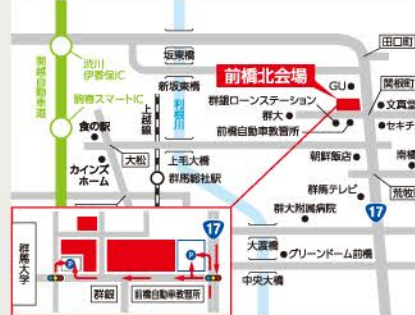 関越自動車道
渋川
伊香保IC
駒寄スマートIC
食の駅
カインズ
ホーム
大松
上越線
群馬総社駅
利根川
坂東橋
新坂東橋
上毛大橋
前橋北会場
群銀ローンステーション
群大
前橋自動車教習所
GU
田口町
関根町
文真堂
セキチ
朝鮮飯店
南橘
群馬テレビ
荒牧
群大附属病院
17
大渡橋
グリーンドーム前橋
中央大橋
群馬大学
P
群銀
前橋自動車教習所
P
17